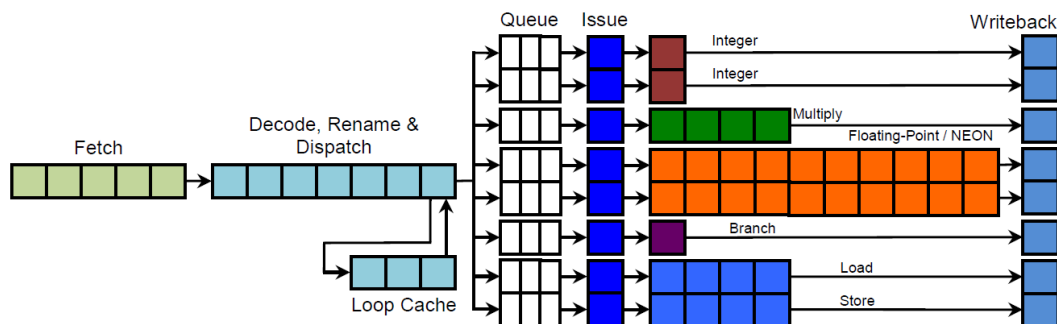 Queue
Issue
Writeback
Integer
Integer
Multiply
Floating-Point / NEON
Fetch
Decode, Rename &
Dispatch
Branch
Loop Cache
Load
Store